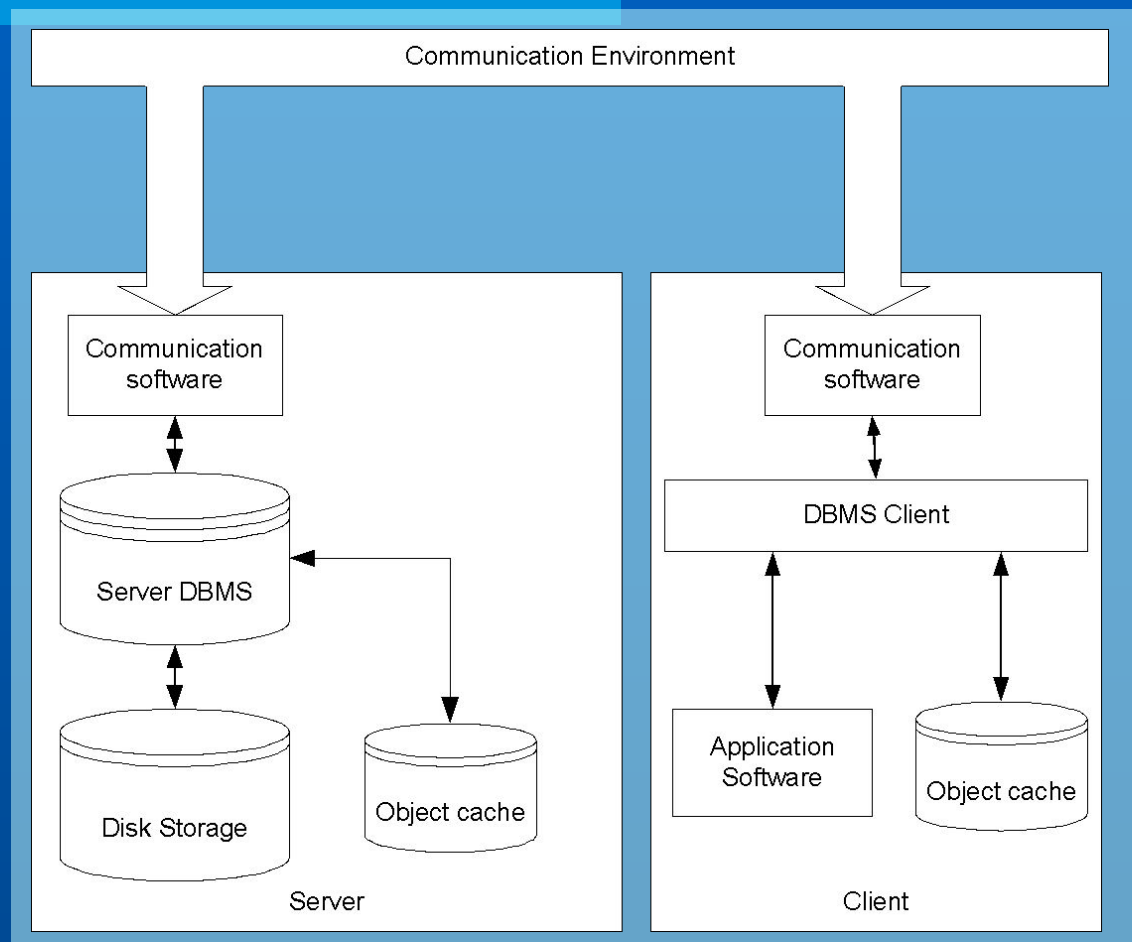 Communication Environment
Communication
software
Server DBMS
Disk Storage
Object cache
Server
Communication
software
DBMS Client
Application
Software
Object cache
Client